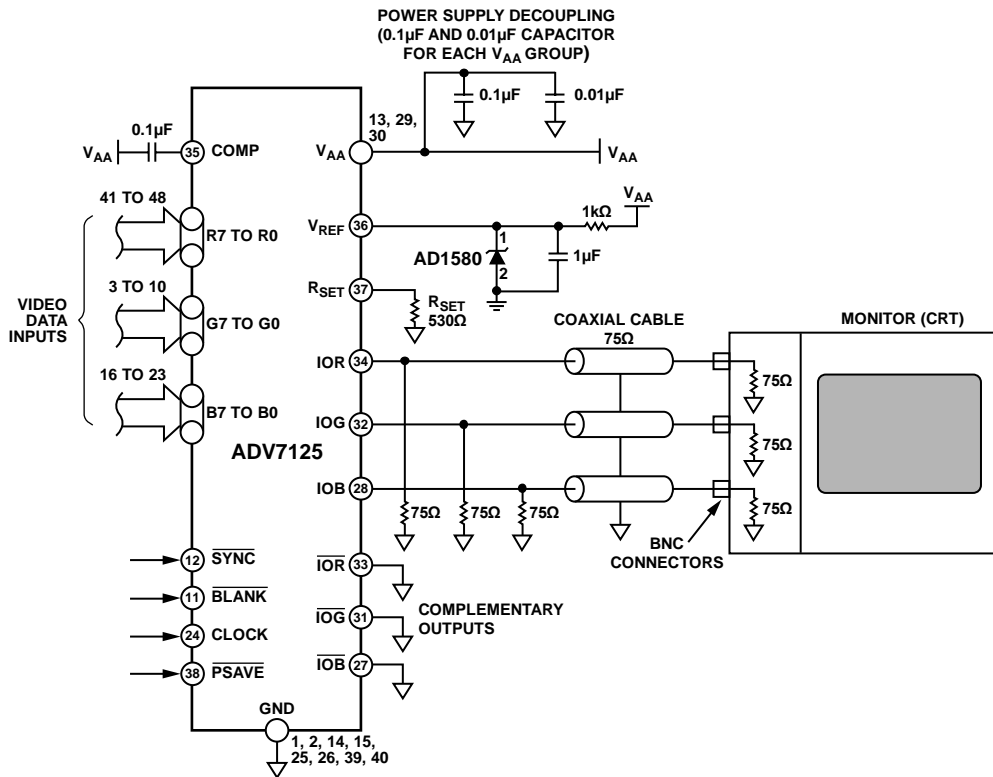 POWER SUPPLY DECOUPLING
(0.1µF AND 0.01µF CAPACITOR
FOR EACH VAA GROUP)
0.1µF
0.01µF
13, 29,
30
0.1µF
VAA
35
COMP
VAA
VAA
41 TO 48
R7 TO R0
VREF
36
1kΩ
VAA
AD1580
1
2
1µF
VIDEO
DATA
INPUTS
3 TO 10
G7 TO G0
RSET
37
RSET
530Ω
COAXIAL CABLE
75Ω
MONITOR (CRT)
IOR
34
75Ω
16 TO 23
B7 TO B0
IOG
32
75Ω
ADV7125
IOB
28
75Ω
75Ω
75Ω
75Ω
BNC
CONNECTORS
12
SYNC
IOR
33
11
BLANK
IOG
31
COMPLEMENTARY
OUTPUTS
24
CLOCK
38
PSAVE
IOB
27
GND
1, 2, 14, 15,
25, 26, 39, 40